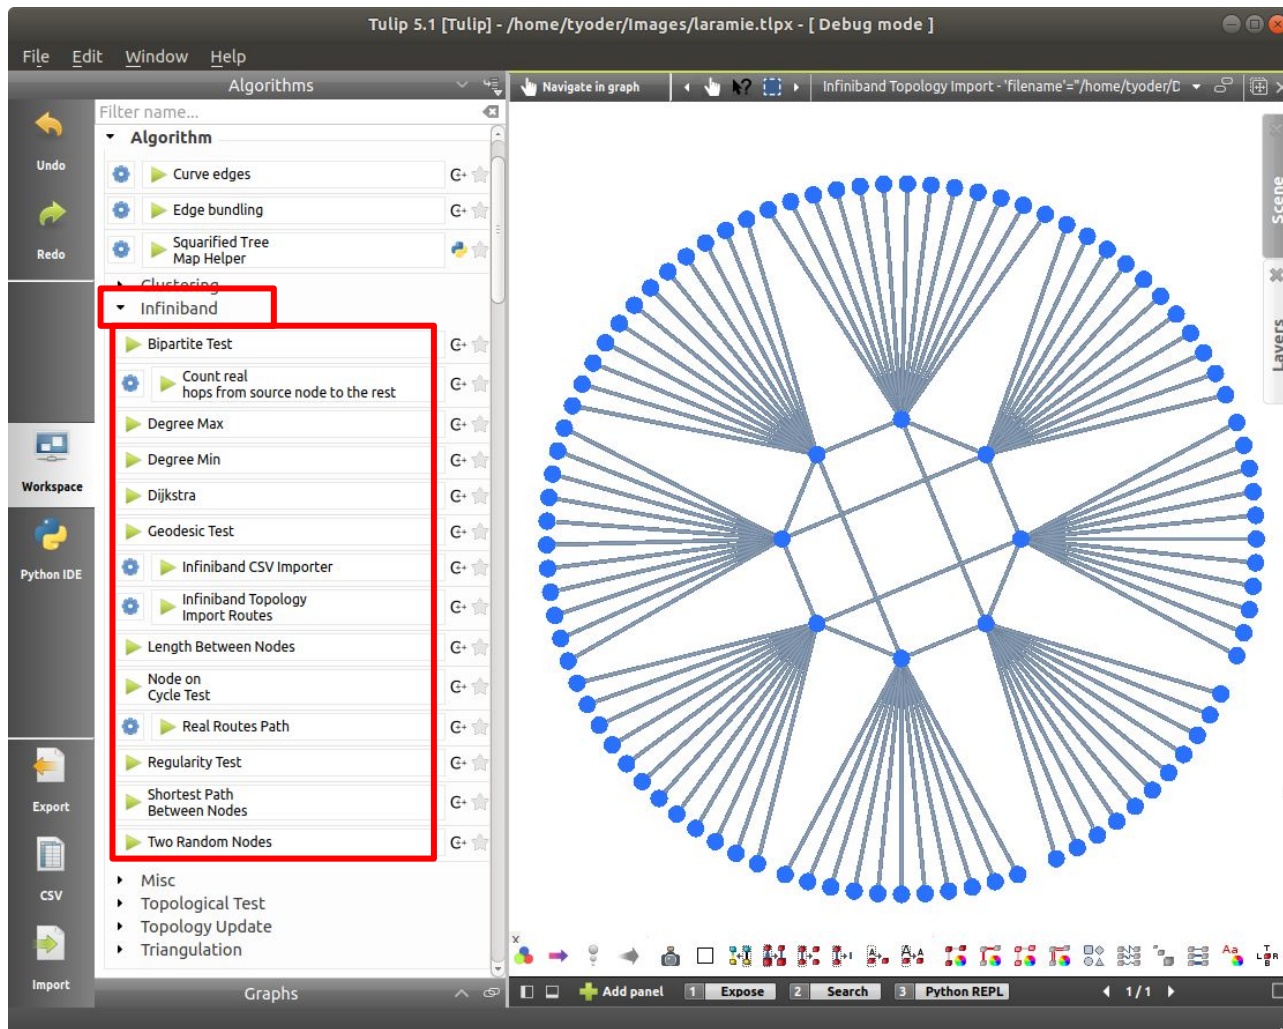 Tulip 5.1 [Tulip] - /home/tyoder/Images/laramie.tlpx - [ Debug mode ]
File Edit Window Help
Algorithms
Navigate in graph
Infiniband Topology Import - 'filename'="/home/tyoder/D
Undo
Redo
Workspace
Python IDE
Export
CSV
Import
Filter name...
Algorithm
Curve edges
Edge bundling
Squarified Tree
Map Helper
Clustering
Infiniband
Bipartite Test
Count real
hops from source node to the rest
Degree Max
Degree Min
Dijkstra
Geodesic Test
Infiniband CSV Importer
Infiniband Topology
Import Routes
Length Between Nodes
Node on
Cycle Test
Real Routes Path
Regularity Test
Shortest Path
Between Nodes
Two Random Nodes
Misc
Topological Test
Topology Update
Triangulation
Graphs
Scene
Layers
Add panel 1 Expose 2 Search 3 Python REPL 1/1